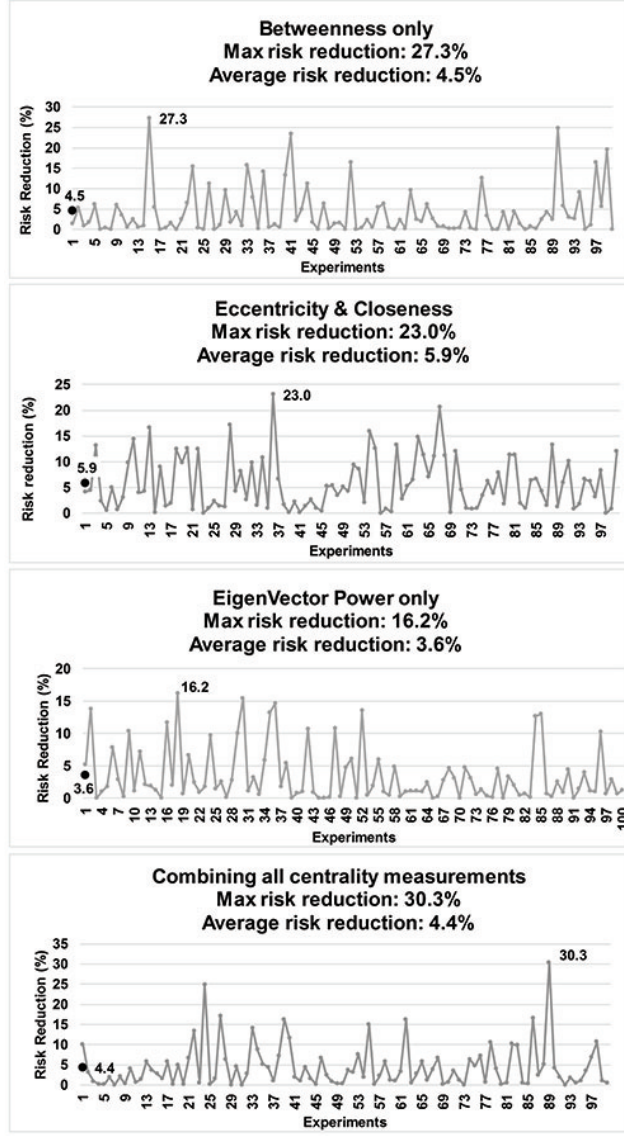 Betweenness only
Max risk reduction: 27.3%
Average risk reduction: 4.5%
Risk Reduction (%)
30
25
20
15
10
5
0
4.5
27.3
1 5 9 13 17 21 25 29 33 37 41 45 49 53 57 61 65 69 73 77 81 85 89 93 97
Experiments
Eccentricity & Closeness
Max risk reduction: 23.0%
Average risk reduction: 5.9%
Risk reduction (%)
25
20
15
10
5
0
5.9
23.0
1 5 9 13 17 21 25 29 33 37 41 45 49 53 57 61 65 69 73 77 81 85 89 93 97
Experiments
EigenVector Power only
Max risk reduction: 16.2%
Average risk reduction: 3.6%
Risk Reduction (%)
20
15
10
5
0
3.6
16.2
1 4 7 10 13 16 19 22 25 28 31 34 37 40 43 46 49 52 55 58 61 64 67 70 73 76 79 82 85 88 91 94 97 100
Experiments
Combining all centrality measurements
Max risk reduction: 30.3%
Average risk reduction: 4.4%
Risk Reduction (%)
35
30
25
20
15
10
5
0
4.4
30.3
1 5 9 13 17 21 25 29 33 37 41 45 49 53 57 61 65 69 73 77 81 85 89 93 97
Experiments